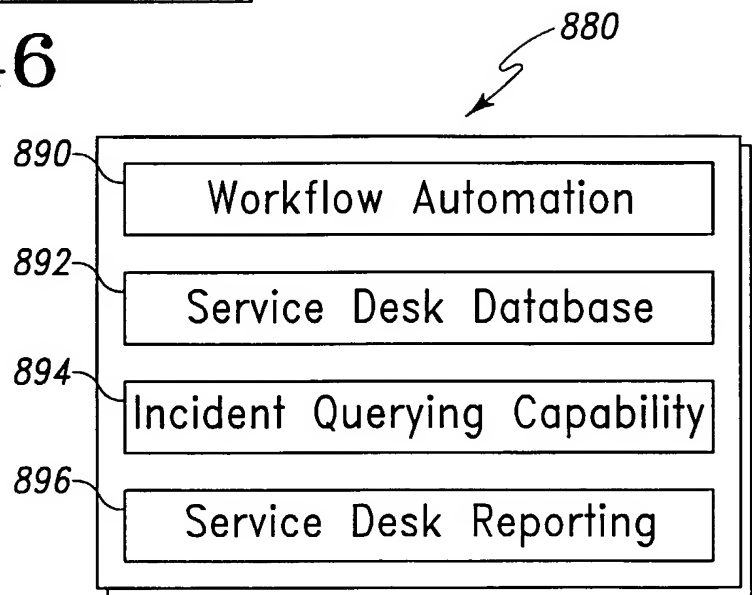 6
880
890
Workflow Automation
892
Service Desk Database
894
Incident Querying Capability
896
Service Desk Reporting